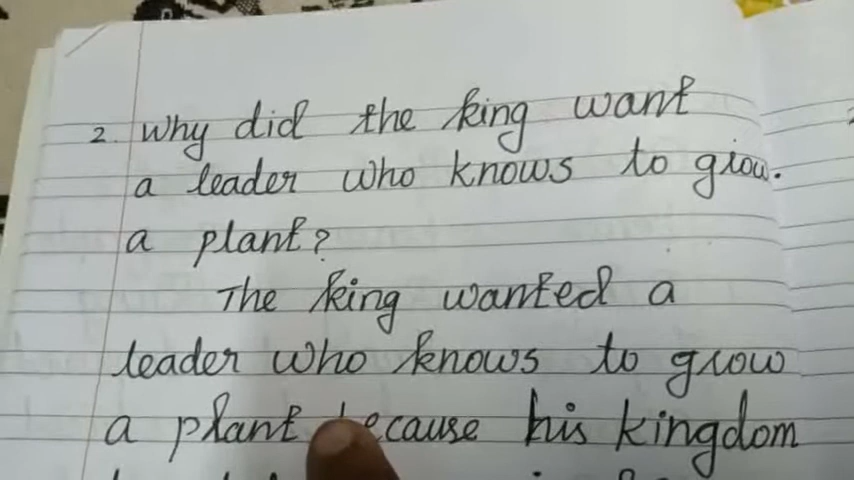 2. Why did the king want
a leader who knows to grow.
a plant?
The king wanted a
leader who knows to grow
a plant because his kingdom